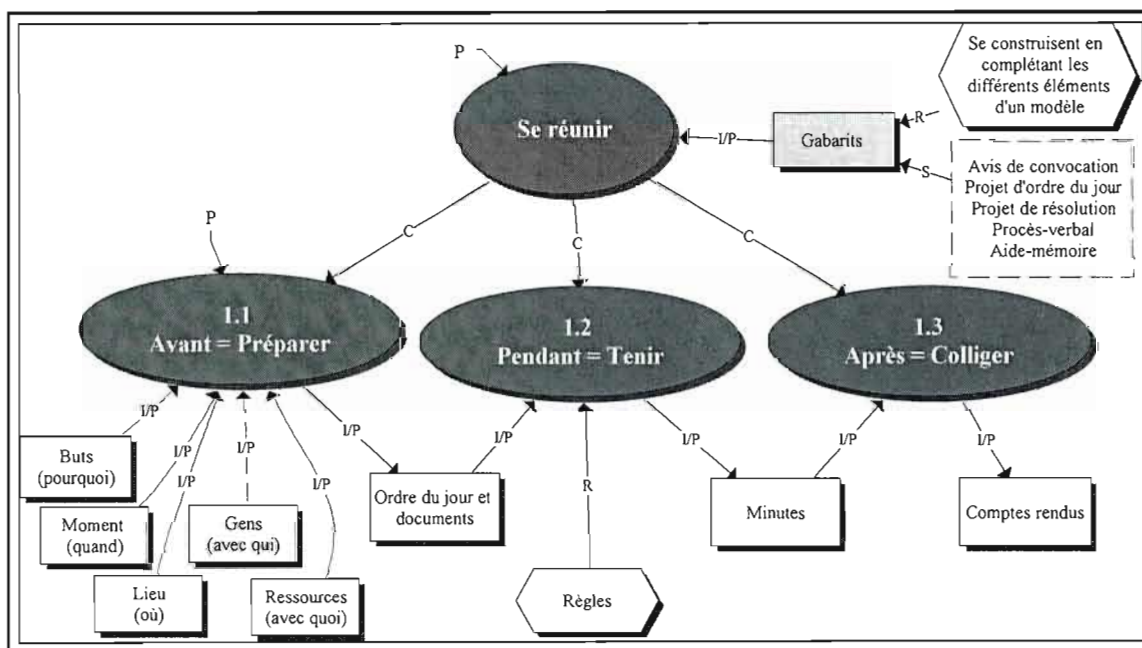 P
Se réunir
I/P
Gabarits
R
S
Se construisent en
complétant les
différents éléments
d'un modèle
Avis de convocation
Projet d'ordre du jour
Projet de résolution
Procès-verbal
Aide-mémoire
P
C
C
C
1.1
Avant = Préparer
1.2
Pendant = Tenir
1.3
Après = Colliger
I/P
I/P
I/P
I/P
I/P
I/P
I/P
R
I/P
I/P
I/P
Buts
(pourquoi)
Moment
(quand)
Lieu
(où)
Gens
(avec qui)
Ressources
(avec quoi)
Ordre du jour et
documents
Règles
Minutes
Comptes rendus